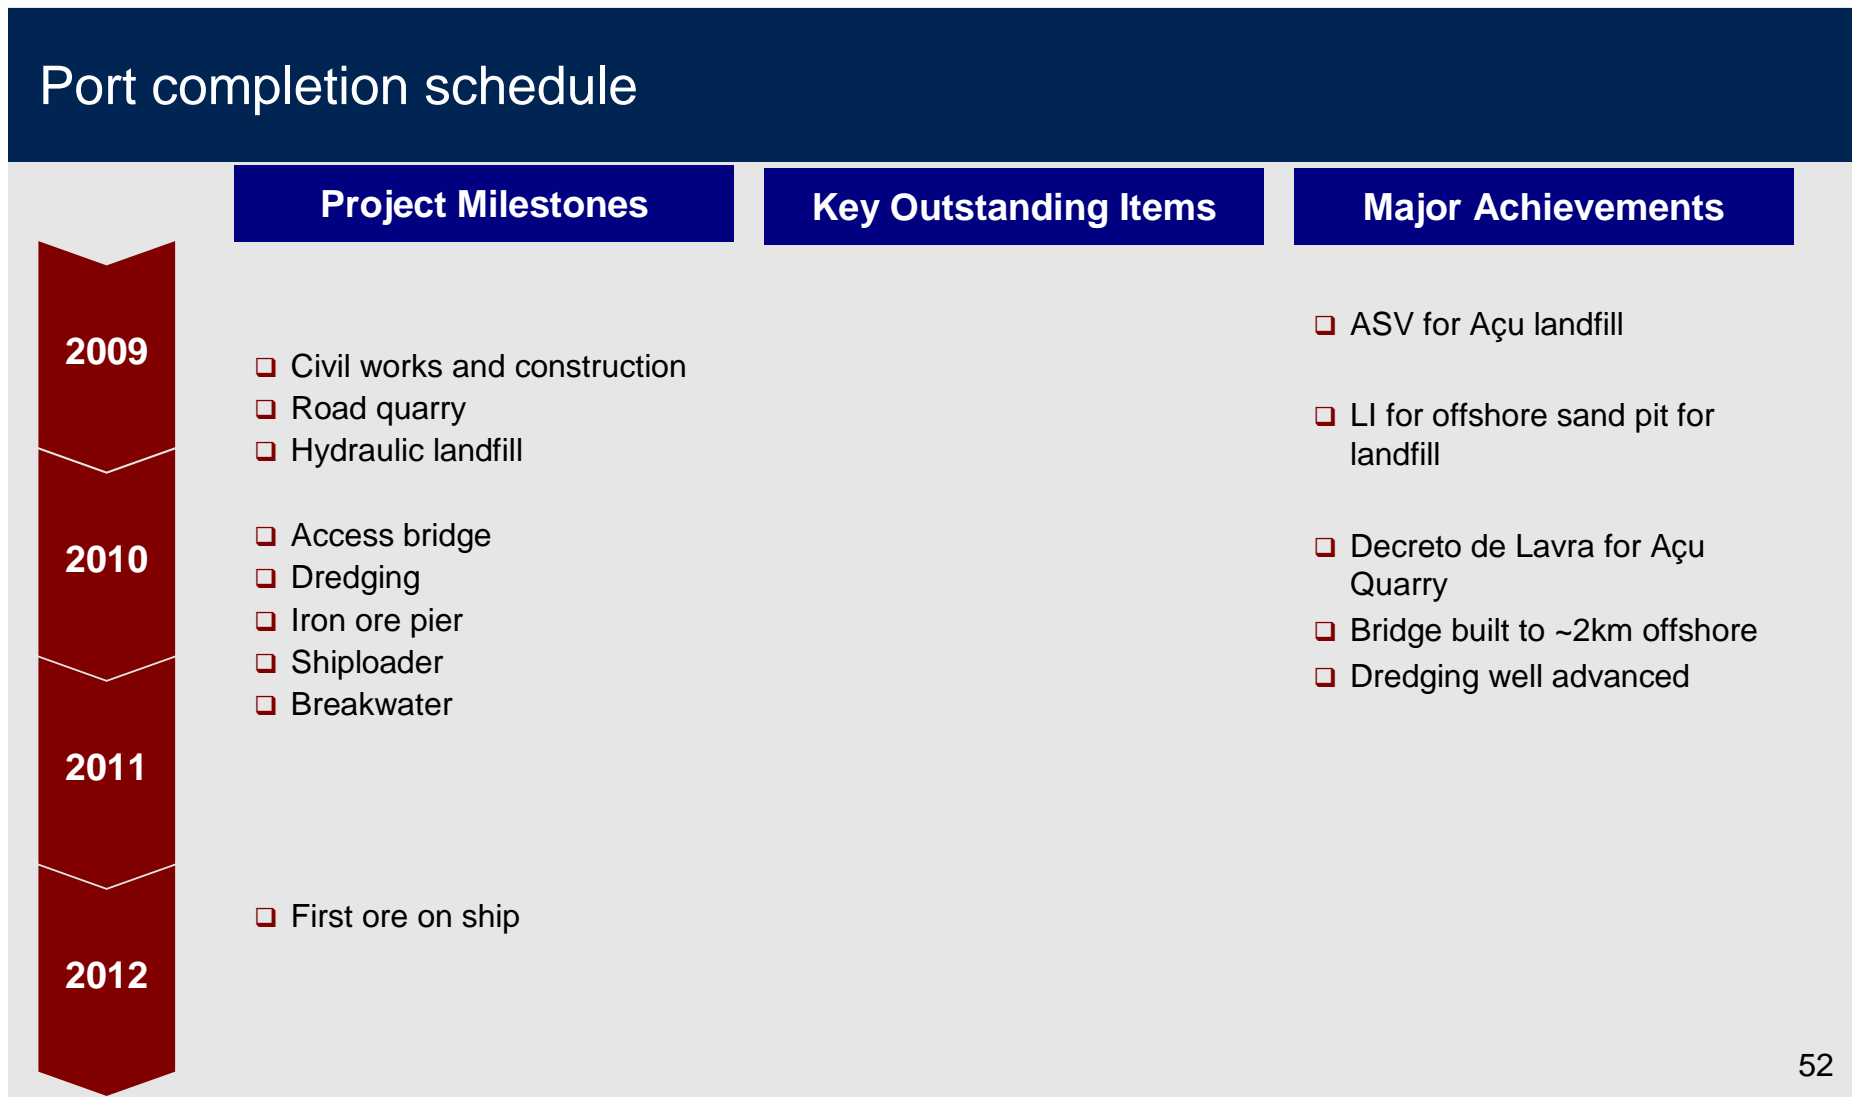 Port completion schedule
Project Milestones
Key Outstanding Items
Major Achievements
2009
❑ Civil works and construction
❑ Road quarry
❑ Hydraulic landfill
❑ ASV for Açu landfill
❑ LI for offshore sand pit for
landfill
2010
❑ Access bridge
❑ Dredging
❑ Iron ore pier
❑ Shiploader
❑ Breakwater
❑ Decreto de Lavra for Açu
Quarry
❑ Bridge built to ~2km offshore
❑ Dredging well advanced
2011
2012
❑ First ore on ship
52